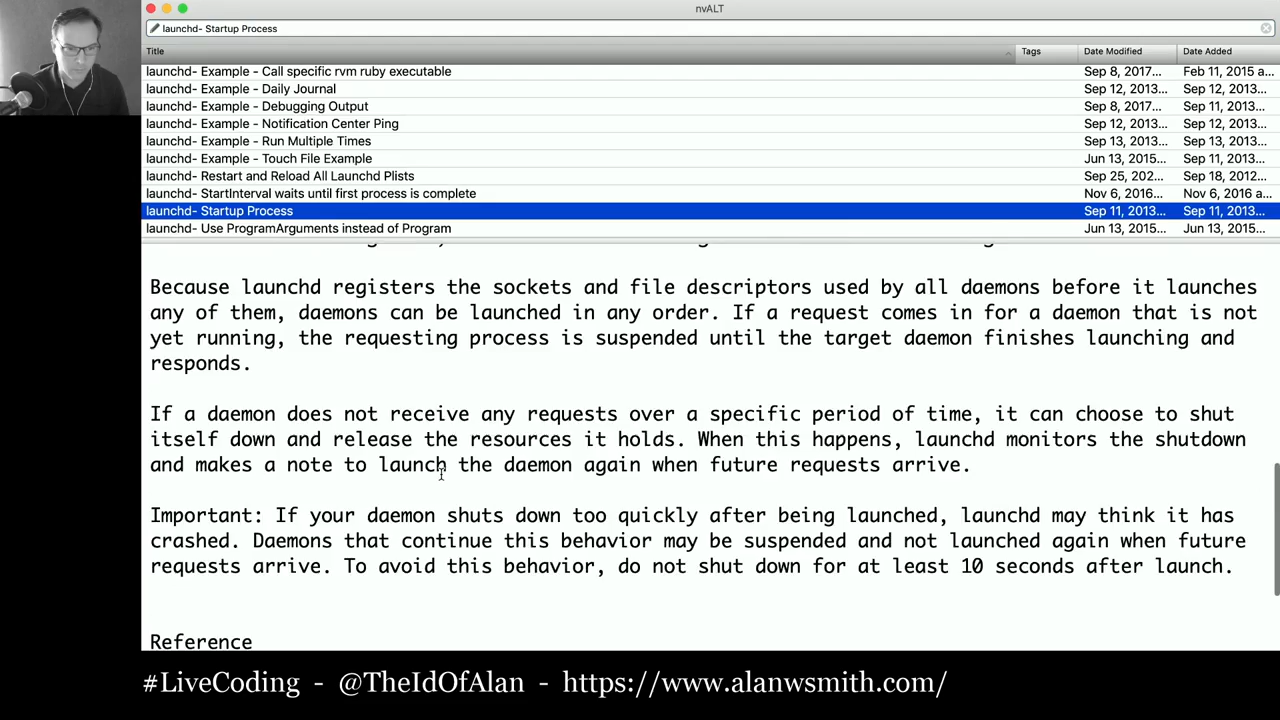 nvALT
launchd- Startup Process
Title Tags Date Modified Date Added
launchd- Example - Call specific rvm ruby executable Sep 8, 2017... Feb 11, 2015 a...
launchd- Example - Daily Journal Sep 12, 2013... Sep 12, 2013...
launchd- Example - Debugging Output Sep 8, 2017... Sep 11, 2013...
launchd- Example - Notification Center Ping Sep 12, 2013... Sep 12, 2013...
launchd- Example - Run Multiple Times Sep 13, 2013... Sep 13, 2013...
launchd- Example - Touch File Example Jun 13, 2015... Sep 11, 2013...
launchd- Restart and Reload All Launchd Plists Sep 25, 202... Sep 18, 2012...
launchd- StartInterval waits until first process is complete Nov 6, 2016... Nov 6, 2016 a...
launchd- Startup Process Sep 11, 2013... Sep 11, 2013...
launchd- Use ProgramArguments instead of Program Jun 13, 2015... Jun 13, 2015...
Because launchd registers the sockets and file descriptors used by all daemons before it launches
any of them, daemons can be launched in any order. If a request comes in for a daemon that is not
yet running, the requesting process is suspended until the target daemon finishes launching and
responds.
If a daemon does not receive any requests over a specific period of time, it can choose to shut
itself down and release the resources it holds. When this happens, launchd monitors the shutdown
and makes a note to launch the daemon again when future requests arrive.
Important: If your daemon shuts down too quickly after being launched, launchd may think it has
crashed. Daemons that continue this behavior may be suspended and not launched again when future
requests arrive. To avoid this behavior, do not shut down for at least 10 seconds after launch.
Reference
#LiveCoding - @TheIdOfAlan - https://www.alanwsmith.com/